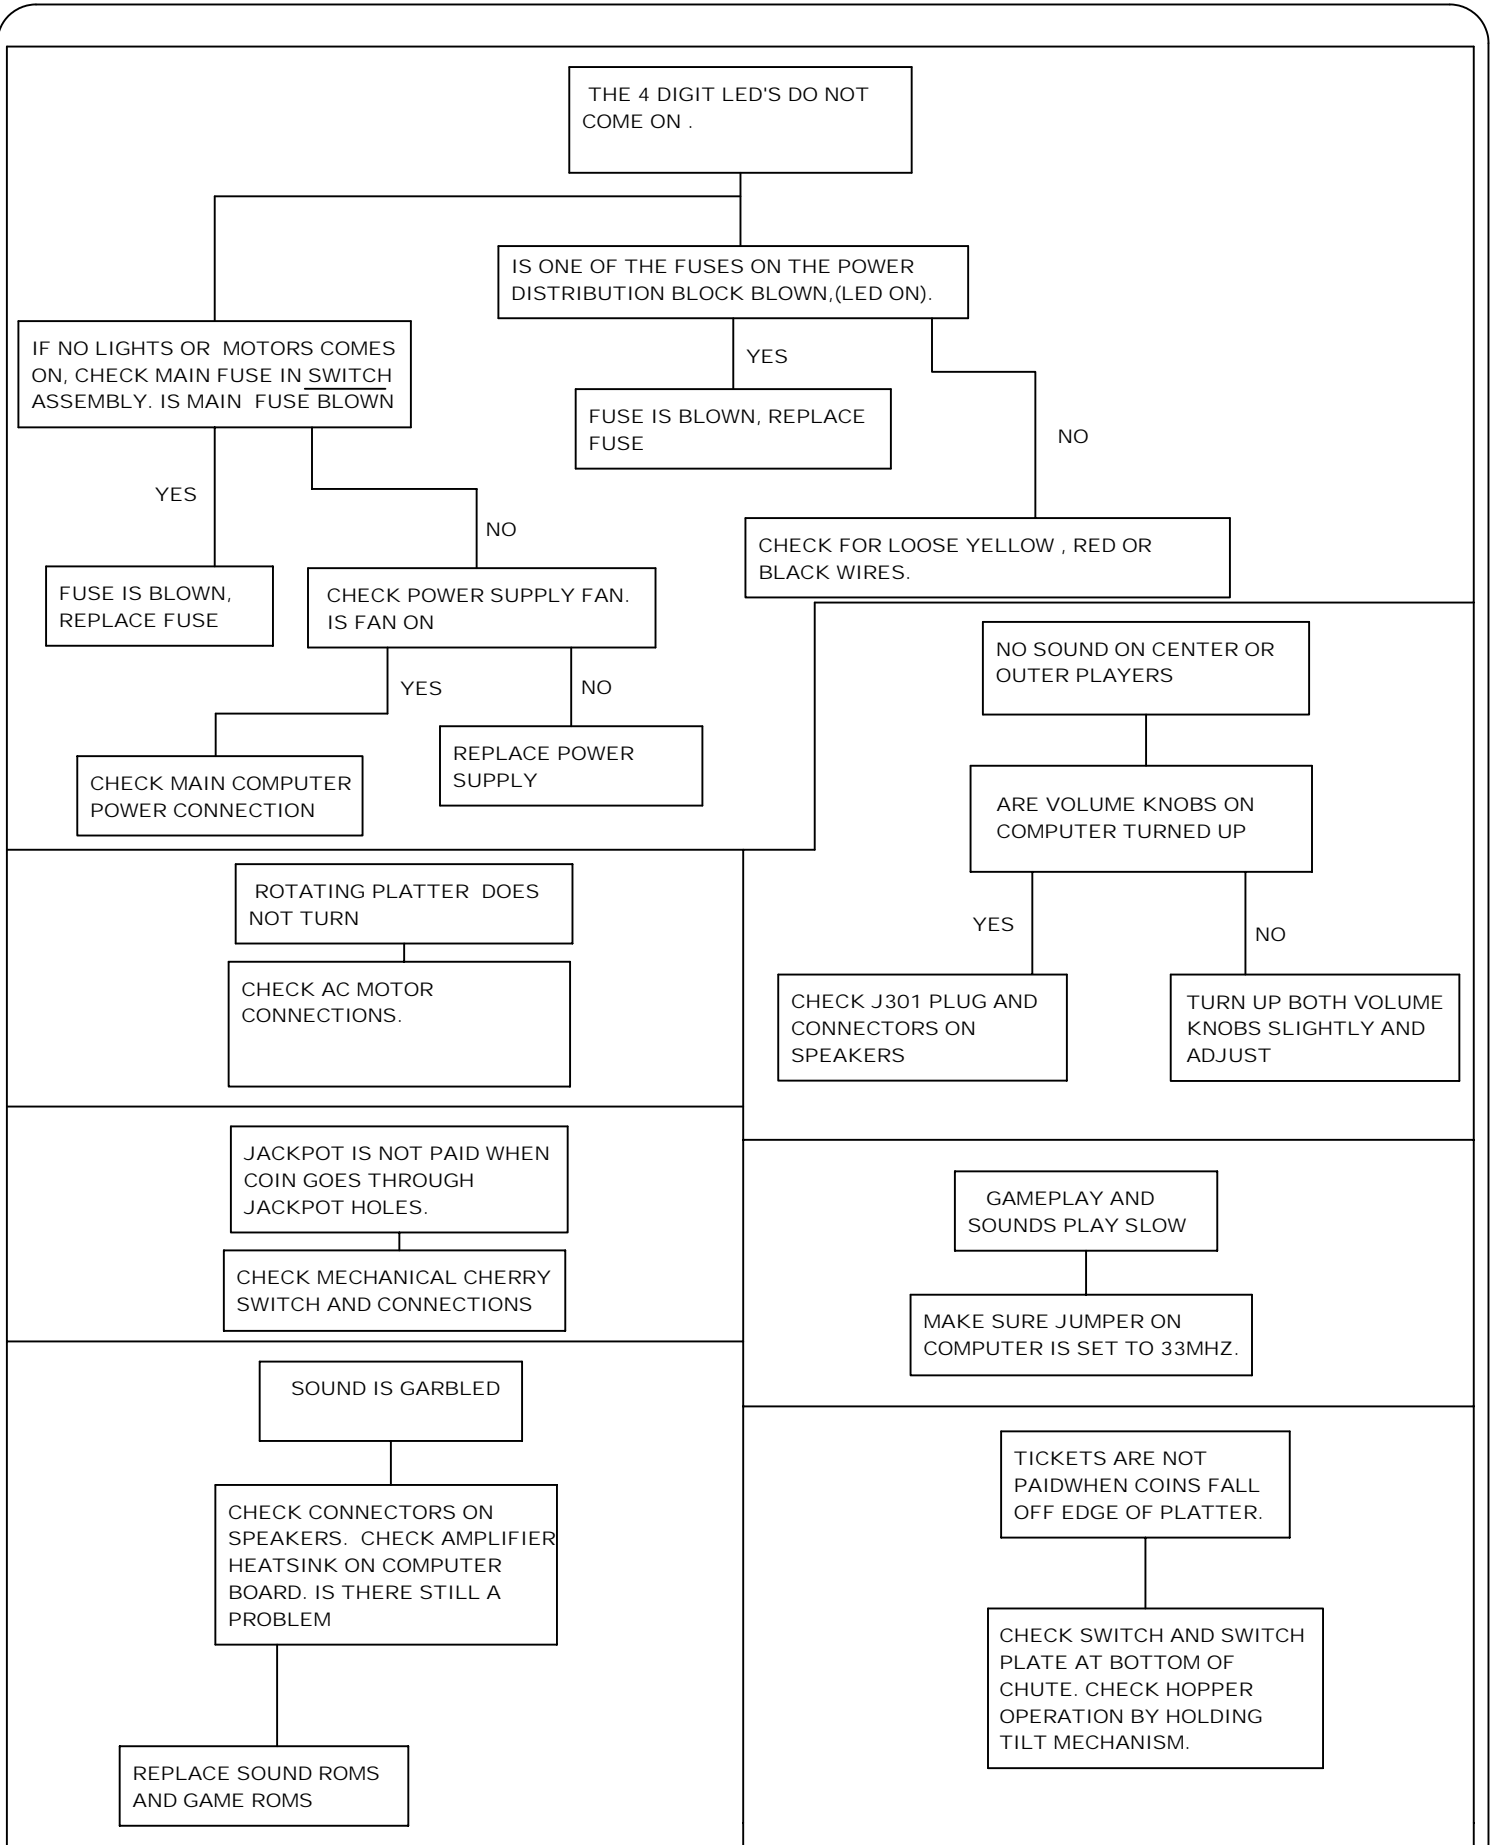 THE 4 DIGIT LED'S DO NOT
COME ON .
IS ONE OF THE FUSES ON THE POWER
DISTRIBUTION BLOCK BLOWN,(LED ON).
IF NO LIGHTS OR MOTORS COMES
ON, CHECK MAIN FUSE IN SWITCH
ASSEMBLY. IS MAIN FUSE BLOWN
YES
FUSE IS BLOWN, REPLACE
FUSE
NO
YES
NO
CHECK FOR LOOSE YELLOW , RED OR
BLACK WIRES.
FUSE IS BLOWN,
REPLACE FUSE
CHECK POWER SUPPLY FAN.
IS FAN ON
YES
NO
CHECK MAIN COMPUTER
POWER CONNECTION
REPLACE POWER
SUPPLY
NO SOUND ON CENTER OR
OUTER PLAYERS
ARE VOLUME KNOBS ON
COMPUTER TURNED UP
YES
NO
CHECK J301 PLUG AND
CONNECTORS ON
SPEAKERS
TURN UP BOTH VOLUME
KNOBS SLIGHTLY AND
ADJUST
ROTATING PLATTER DOES
NOT TURN
CHECK AC MOTOR
CONNECTIONS.
JACKPOT IS NOT PAID WHEN
COIN GOES THROUGH
JACKPOT HOLES.
CHECK MECHANICAL CHERRY
SWITCH AND CONNECTIONS
GAMEPLAY AND
SOUNDS PLAY SLOW
MAKE SURE JUMPER ON
COMPUTER IS SET TO 33MHZ.
SOUND IS GARBLED
CHECK CONNECTORS ON
SPEAKERS. CHECK AMPLIFIER
HEATSINK ON COMPUTER
BOARD. IS THERE STILL A
PROBLEM
REPLACE SOUND ROMS
AND GAME ROMS
TICKETS ARE NOT
PAIDWHEN COINS FALL
OFF EDGE OF PLATTER.
CHECK SWITCH AND SWITCH
PLATE AT BOTTOM OF
CHUTE. CHECK HOPPER
OPERATION BY HOLDING
TILT MECHANISM.